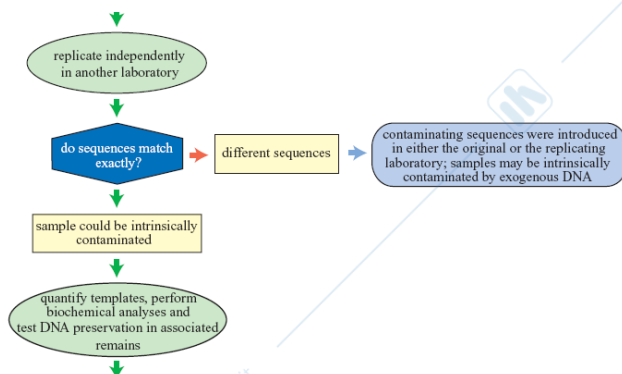 replicate independently
in another laboratory
do sequences match
exactly?
different sequences
contaminating sequences were introduced
in either the original or the replicating
laboratory; samples may be intrinsically
contaminated by exogenous DNA
sample could be intrinsically
contaminated
quantify templates, perform
biochemical analyses and
test DNA preservation in associated
remains